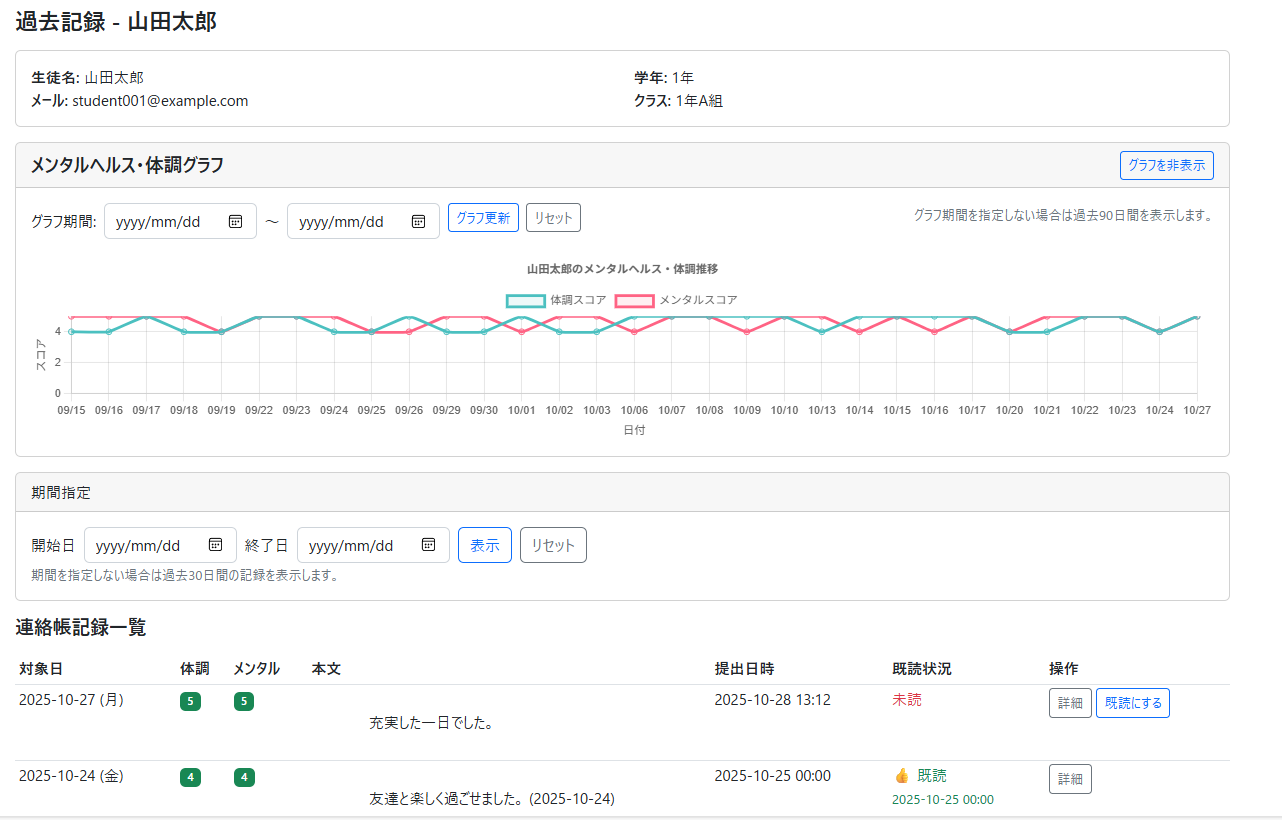 過去記録 - 山田太郎
生徒名: 山田太郎
学年: 1年
メール: student001@example.com
クラス: 1年A組
メンタルヘルス・体調グラフ
グラフを非表示
グラフ期間: yyyy/mm/dd ～ yyyy/mm/dd グラフ更新 リセット
グラフ期間を指定しない場合は過去90日間を表示します。
山田太郎のメンタルヘルス・体調推移
体調スコア メンタルスコア
スコア
4
2
0
09/15 09/16 09/17 09/18 09/19 09/22 09/23 09/24 09/25 09/26 09/29 09/30 10/01 10/02 10/03 10/06 10/07 10/08 10/09 10/10 10/13 10/14 10/15 10/16 10/17 10/20 10/21 10/22 10/23 10/24 10/27
日付
期間指定
開始日 yyyy/mm/dd 終了日 yyyy/mm/dd 表示 リセット
期間を指定しない場合は過去30日間の記録を表示します。
連絡帳記録一覧
対象日 体調 メンタル 本文 提出日時 既読状況 操作
2025-10-27 (月) 5 5 2025-10-28 13:12 未読 詳細 既読にする
充実した一日でした。
2025-10-24 (金) 4 4 2025-10-25 00:00 👍 既読 詳細
友達と楽しく過ごせました。 (2025-10-24) 2025-10-25 00:00